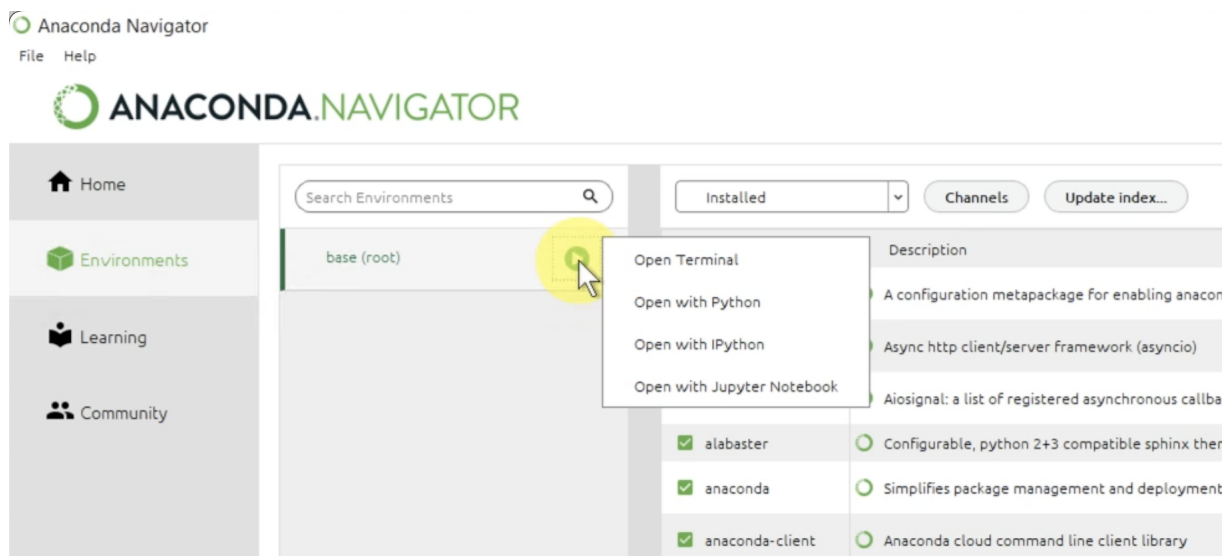 Anaconda Navigator
File Help
ANACONDA.NAVIGATOR
Home
Environments
Learning
Community
Search Environments
base (root)
Open Terminal
Open with Python
Open with IPython
Open with Jupyter Notebook
Installed
Channels
Update index...
Description
A configuration metapackage for enabling anacon
Async http client/server framework (asyncio)
Aiosignal: a list of registered asynchronous callba
alabaster Configurable, python 2+3 compatible sphinx ther
anaconda Simplifies package management and deployment
anaconda-client Anaconda cloud command line client library